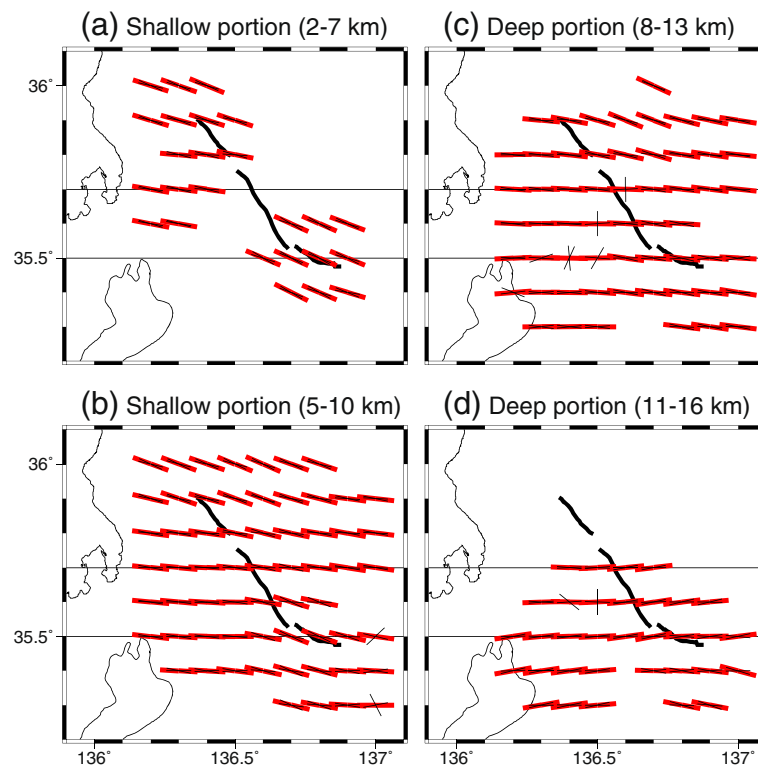 (a) Shallow portion (2-7 km)
(c) Deep portion (8-13 km)
36°
35.5°
(b) Shallow portion (5-10 km)
(d) Deep portion (11-16 km)
36°
35.5°
136° 136.5° 137°
136° 136.5° 137°